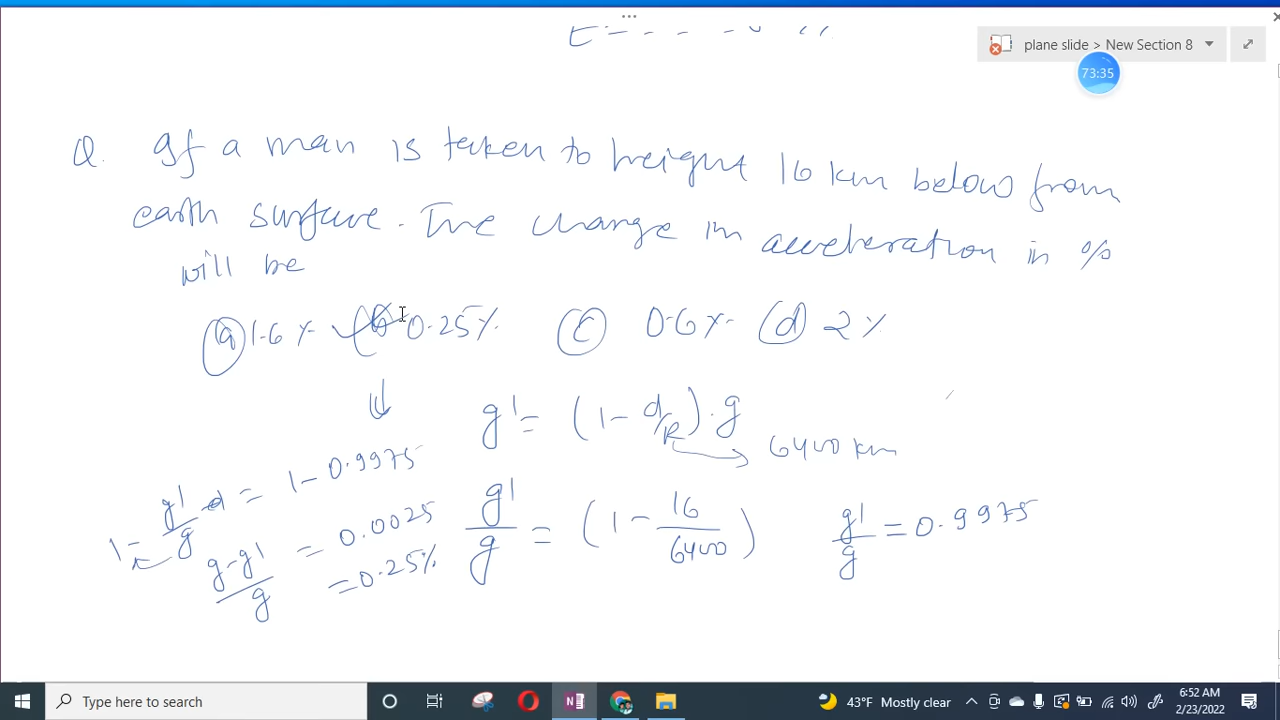 plane slide > New Section 8
73:35
Q. If a man is taken to height 16 km below from
earth surface. The change in acceleration in %
will be
(a) 1.6 % (b) 0.25 % (c) 0.6 % (d) 2 %
g' = (1 - d/R) . g
6400 km
g'/g = (1 - 16/6400)
g'/g = 0.9975
1 - g'/g = 1 - 0.9975
g - g'/g = 0.0025
= 0.25%
Type here to search
43°F Mostly clear
6:52 AM
2/23/2022